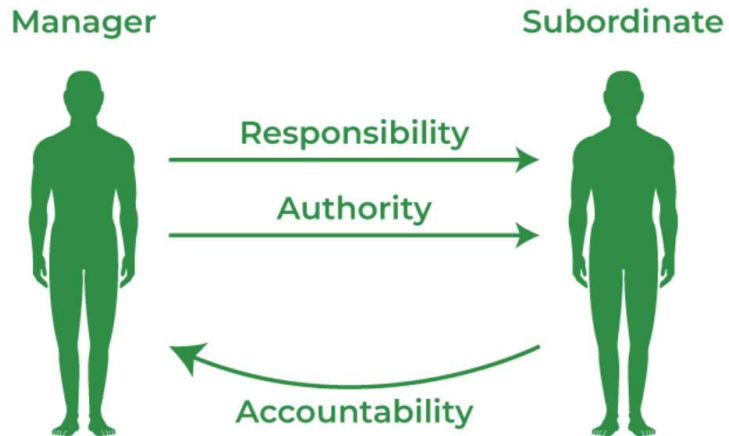 Manager
Subordinate
Responsibility
Authority
Accountability